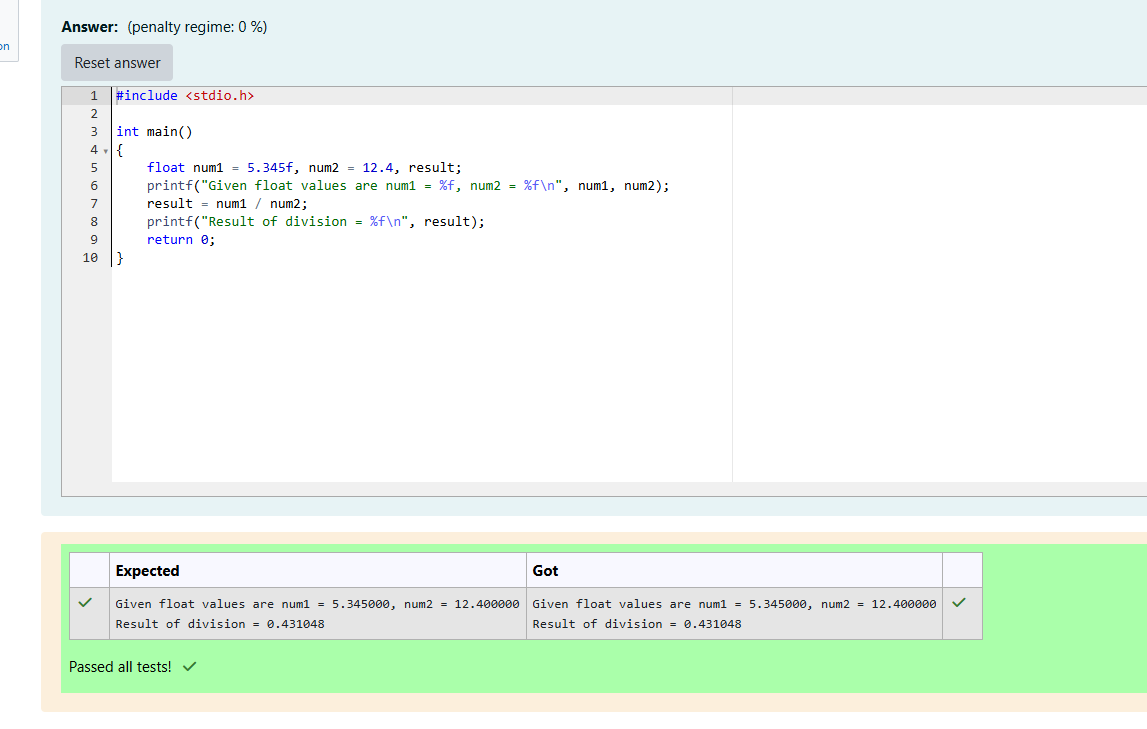 on
Answer: (penalty regime: 0 %)
Reset answer
1 #include <stdio.h>
2
3 int main()
4 {
5     float num1 = 5.345f, num2 = 12.4, result;
6     printf("Given float values are num1 = %f, num2 = %f\n", num1, num2);
7     result = num1 / num2;
8     printf("Result of division = %f\n", result);
9     return 0;
10 }
Expected Got
Given float values are num1 = 5.345000, num2 = 12.400000 Given float values are num1 = 5.345000, num2 = 12.400000
Result of division = 0.431048 Result of division = 0.431048
Passed all tests!